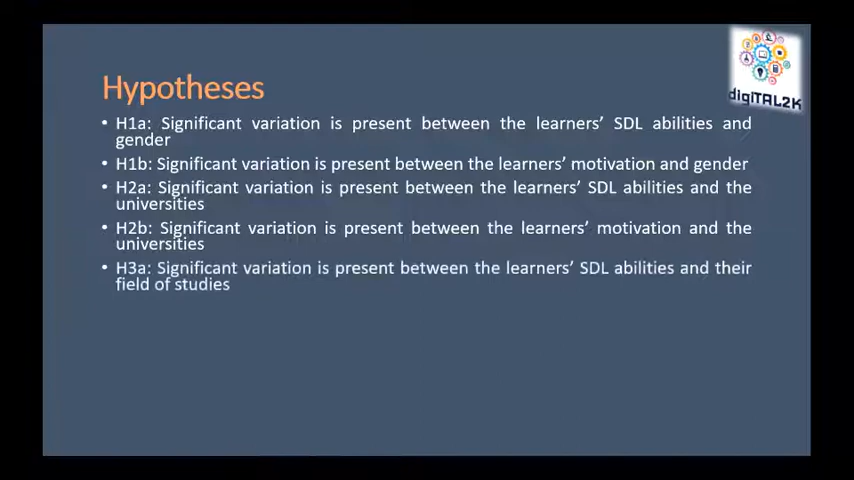 digiTAL2K
Hypotheses
• H1a: Significant variation is present between the learners' SDL abilities and
gender
• H1b: Significant variation is present between the learners' motivation and gender
• H2a: Significant variation is present between the learners' SDL abilities and the
universities
• H2b: Significant variation is present between the learners' motivation and the
universities
• H3a: Significant variation is present between the learners' SDL abilities and their
field of studies